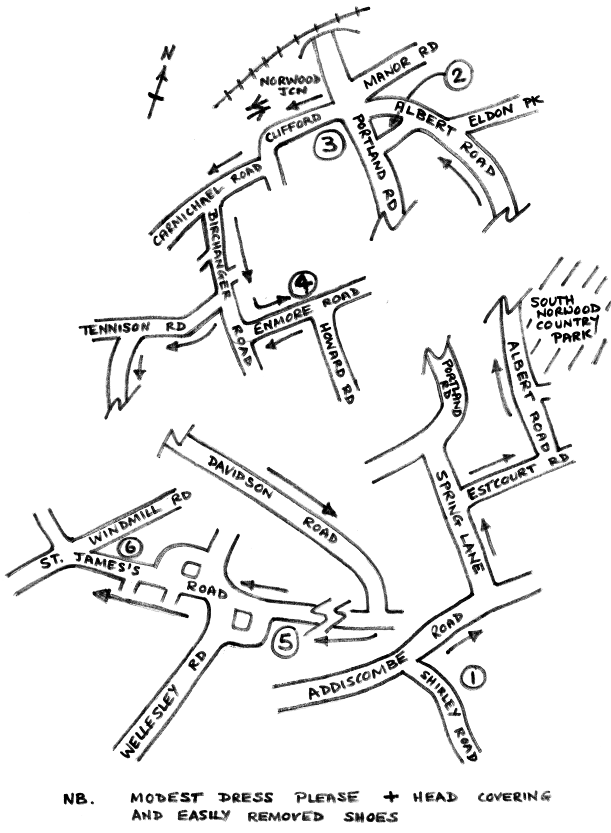 N
NORWOOD
JCN
MANOR RD
2
CLIFFORD
3
PORTLAND RD
ALBERT ROAD
ELDON PK
CARMICHAEL ROAD
BIRCHANGER ROAD
4
TENNISON RD
ENMORE ROAD
HOWARD RD
SOUTH
NORWOOD
COUNTRY
PARK
PORTLAND
RD
ALBERT ROAD
DAVIDSON ROAD
SPRING LANE
ESTCOURT RD
WINDMILL RD
6
ST. JAMES'S ROAD
5
WELLESLEY RD
ADDISCOMBE ROAD
1
SHIRLEY ROAD
NB. MODEST DRESS PLEASE + HEAD COVERING
AND EASILY REMOVED SHOES